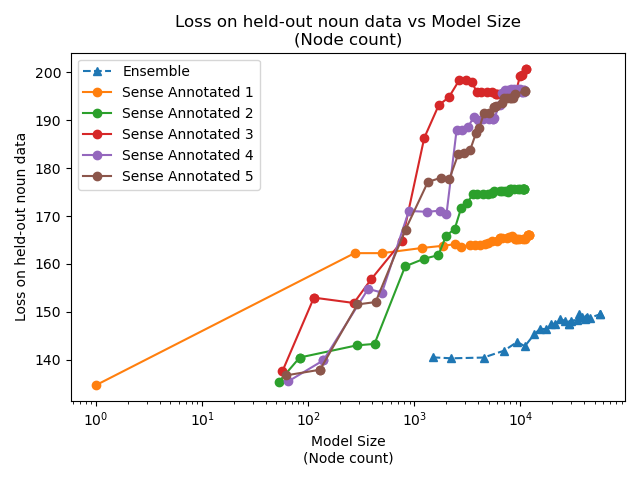 Loss on held-out noun data vs Model Size
(Node count)
Ensemble
Sense Annotated 1
Sense Annotated 2
Sense Annotated 3
Sense Annotated 4
Sense Annotated 5
Loss on held-out noun data
200
190
180
170
160
150
140
10⁰ 10¹ 10² 10³ 10⁴
Model Size
(Node count)